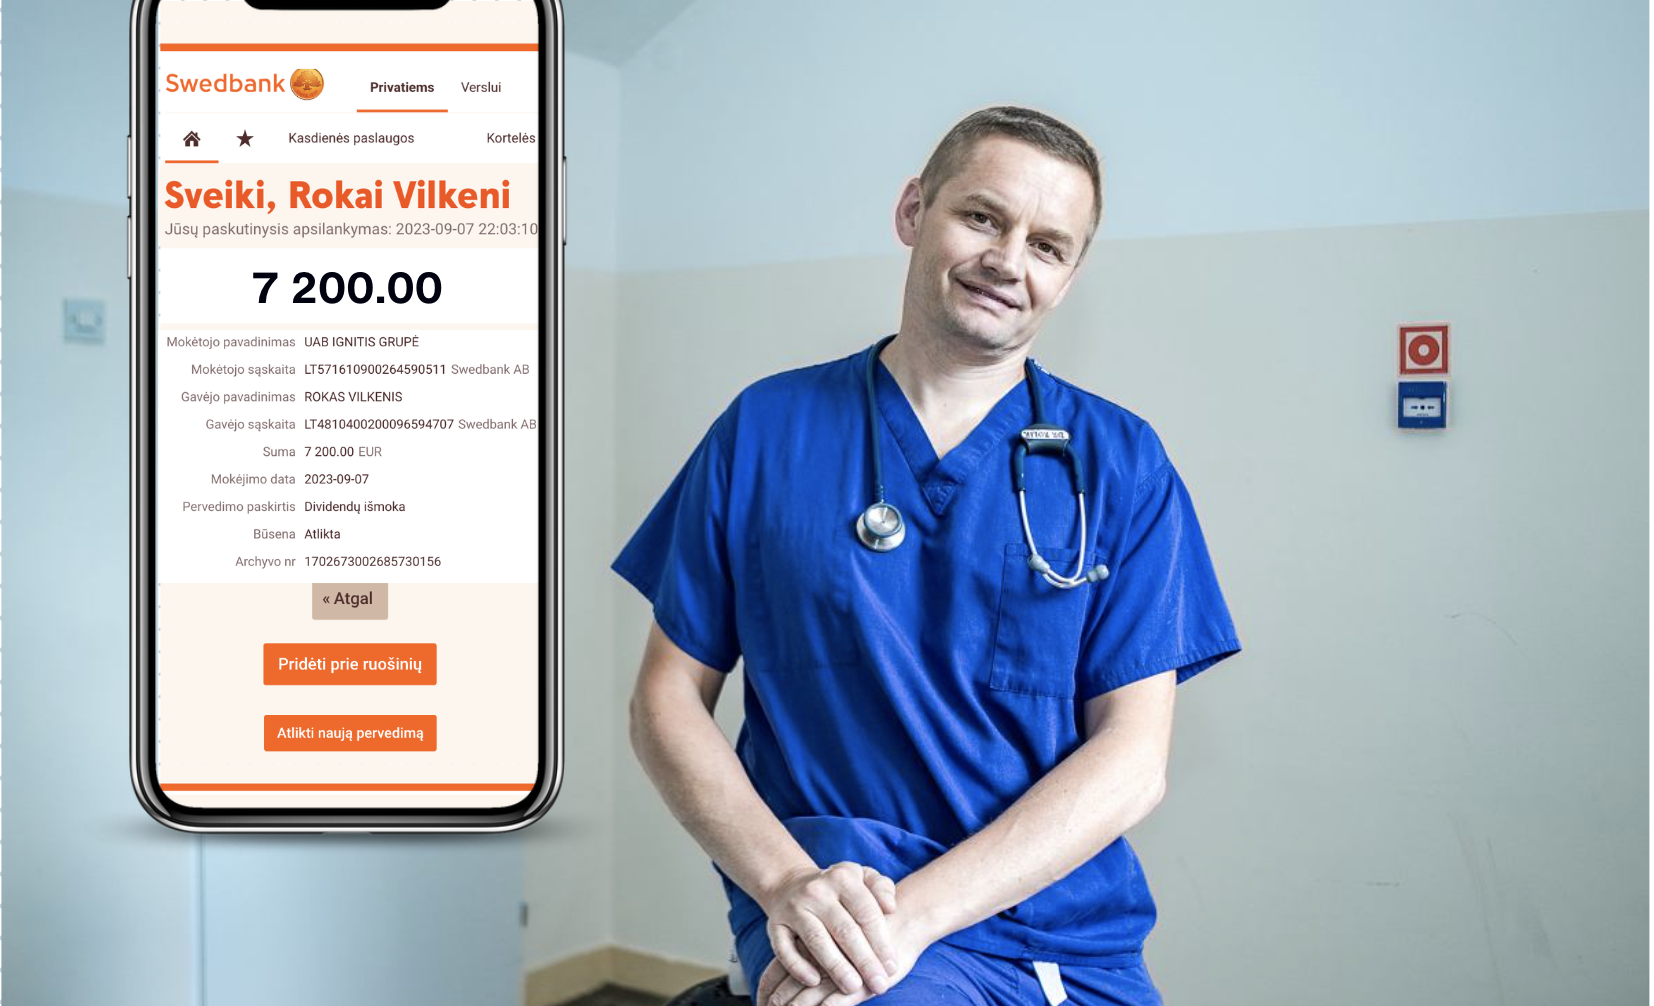 Swedbank
Privatiems Verslui
Kasdienės paslaugos Kortelės
Sveiki, Rokai Vilkeni
Jūsų paskutinysis apsilankymas: 2023-09-07 22:03:10
7 200.00
Mokėtojo pavadinimas UAB IGNITIS GRUPĖ
Mokėtojo sąskaita LT571610900264590511 Swedbank AB
Gavėjo pavadinimas ROKAS VILKENIS
Gavėjo sąskaita LT4810400200096594707 Swedbank AB
Suma 7 200.00 EUR
Mokėjimo data 2023-09-07
Pervedimo paskirtis Dividendų išmoka
Būsena Atlikta
Archyvo nr 1702673002685730156
« Atgal
Pridėti prie ruošinių
Atlikti naują pervedimą